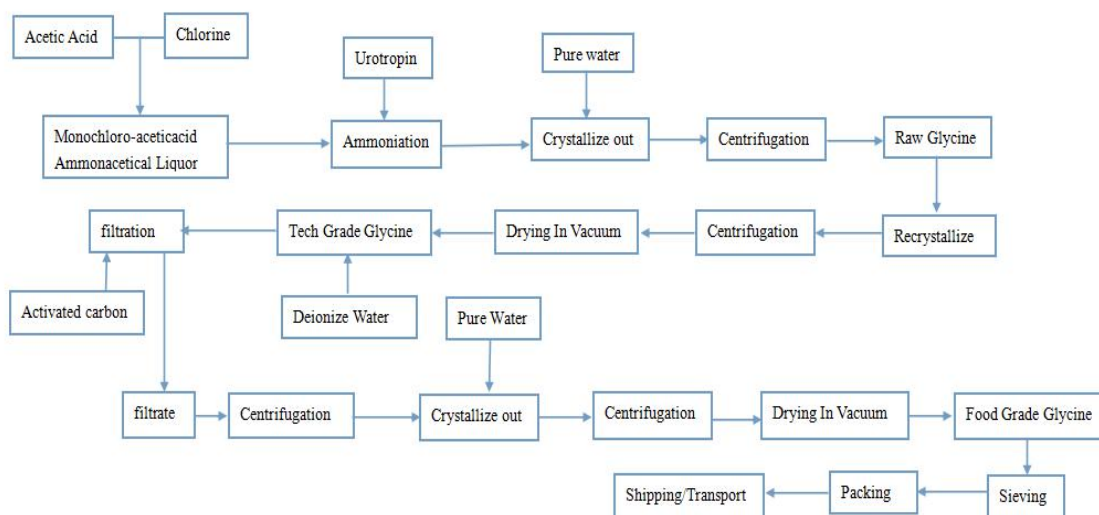 Acetic Acid
Chlorine
Urotropin
Pure water
Monochloro-aceticacid
Ammonacetical Liquor
Ammoniation
Crystallize out
Centrifugation
Raw Glycine
filtration
Tech Grade Glycine
Drying In Vacuum
Centrifugation
Recrystallize
Activated carbon
Deionize Water
Pure Water
filtrate
Centrifugation
Crystallize out
Centrifugation
Drying In Vacuum
Food Grade Glycine
Shipping/Transport
Packing
Sieving